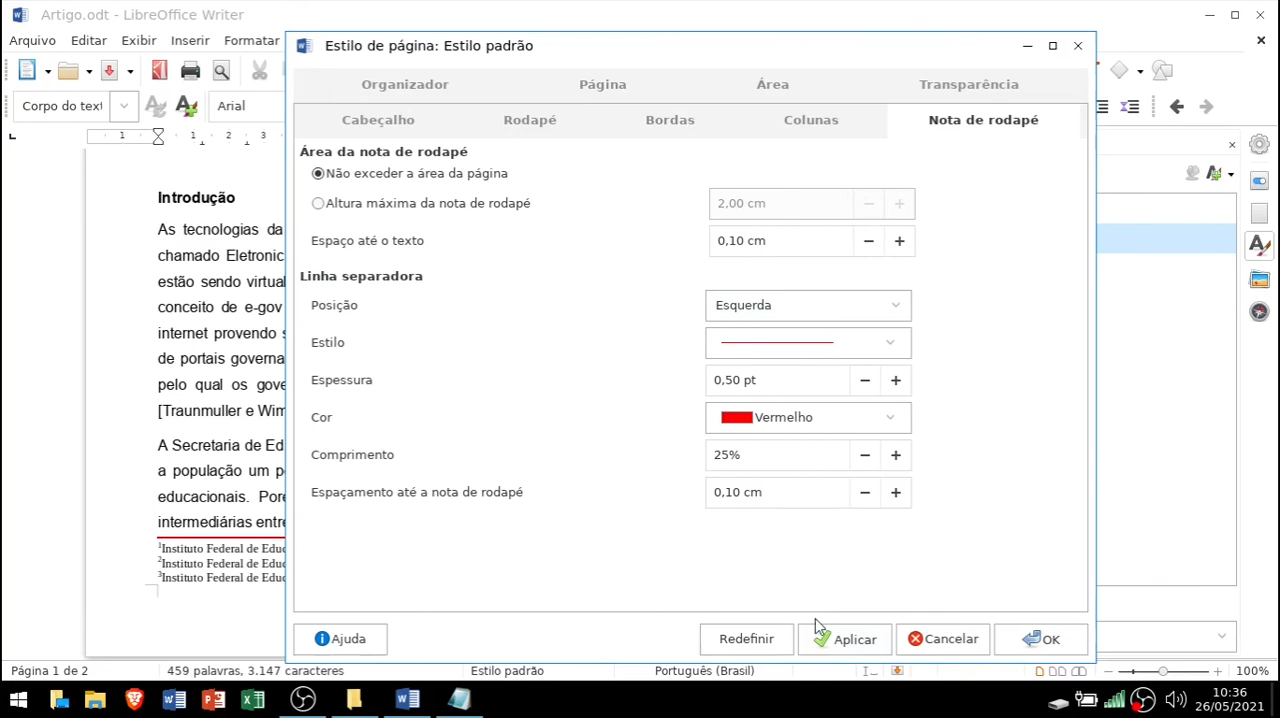 Artigo.odt - LibreOffice Writer
Arquivo Editar Exibir Inserir Formatar
Corpo do text Arial
1 1 2 3
Introdução
As tecnologias da
chamado Eletronic
estão sendo virtual
conceito de e-gov
internet provendo s
de portais governa
pelo qual os gove
[Traunmuller e Wim
A Secretaria de Ed
a população um p
educacionais. Pore
intermediárias entre
1Instituto Federal de Educ
2Instituto Federal de Educ
3Instituto Federal de Educ
Estilo de página: Estilo padrão
Organizador Página Área Transparência
Cabeçalho Rodapé Bordas Colunas Nota de rodapé
Área da nota de rodapé
Não exceder a área da página
Altura máxima da nota de rodapé 2,00 cm
Espaço até o texto 0,10 cm
Linha separadora
Posição Esquerda
Estilo
Espessura 0,50 pt
Cor Vermelho
Comprimento 25%
Espaçamento até a nota de rodapé 0,10 cm
Ajuda Redefinir Aplicar Cancelar OK
Página 1 de 2 459 palavras, 3.147 caracteres Estilo padrão Português (Brasil) 100%
10:36
26/05/2021